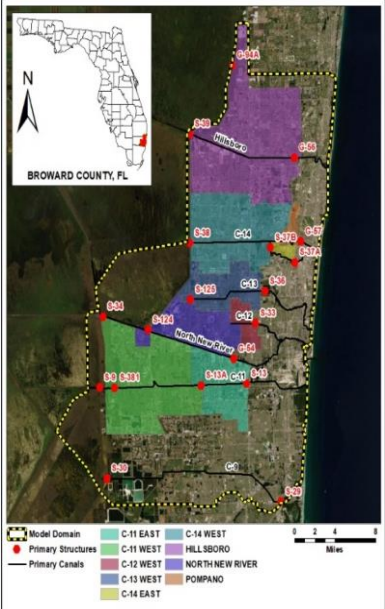 N
BROWARD COUNTY, FL
G-94A
S-39
Hillsboro
G-56
S-38
C-14
S-37B
G-57
S-37A
C-13
S-36
S-125
S-34
S-124
C-12
S-33
North New River
G-54
S-9
S-381
S-13A
C-11
S-13
S-30
C-9
S-29
Model Domain
Primary Structures
Primary Canals
C-11 EAST
C-11 WEST
C-12 WEST
C-13 WEST
C-14 EAST
C-14 WEST
HILLSBORO
NORTH NEW RIVER
POMPANO
0 2 4 8
Miles